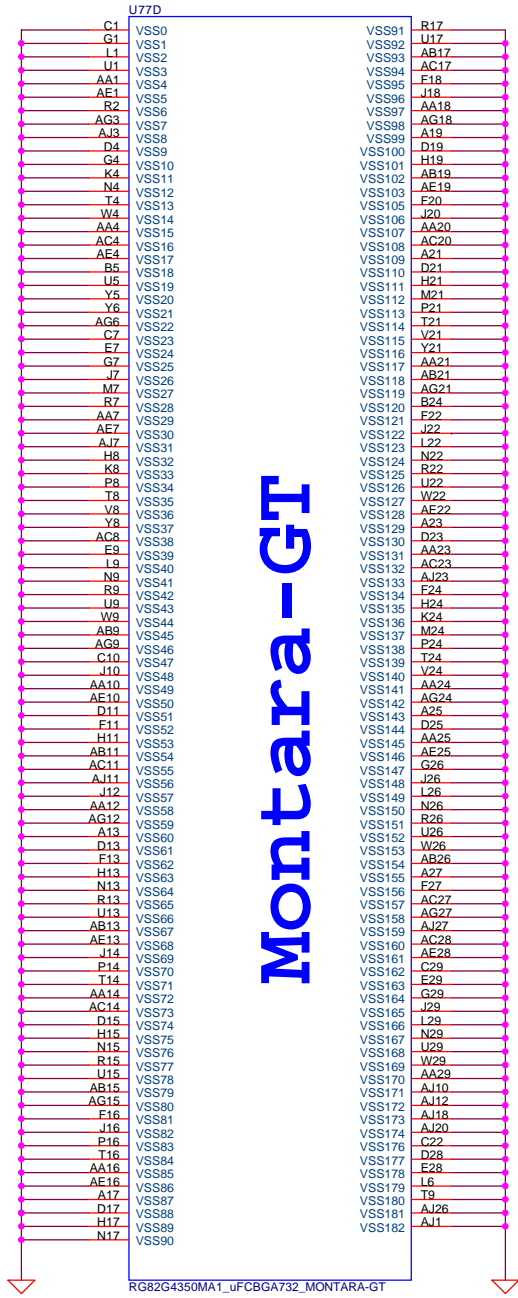 U77D
C1 VSS0 VSS91 R17
G1 VSS1 VSS92 U17
L1 VSS2 VSS93 AB17
U1 VSS3 VSS94 AC17
AA1 VSS4 VSS95 F18
AE1 VSS5 VSS96 J18
R2 VSS6 VSS97 AA18
AG3 VSS7 VSS98 AG18
AJ3 VSS8 VSS99 A19
D4 VSS9 VSS100 D19
G4 VSS10 VSS101 H19
K4 VSS11 VSS102 AB19
N4 VSS12 VSS103 AE19
T4 VSS13 VSS105 F20
W4 VSS14 VSS106 J20
AA4 VSS15 VSS107 AA20
AC4 VSS16 VSS108 AC20
AE4 VSS17 VSS109 A21
B5 VSS18 VSS110 D21
U5 VSS19 VSS111 H21
Y5 VSS20 VSS112 M21
Y6 VSS21 VSS113 P21
AG6 VSS22 VSS114 T21
C7 VSS23 VSS115 V21
E7 VSS24 VSS116 Y21
G7 VSS25 VSS117 AA21
J7 VSS26 VSS118 AB21
M7 VSS27 VSS119 AG21
R7 VSS28 VSS120 B24
AA7 VSS29 VSS121 F22
AE7 VSS30 VSS122 J22
AJ7 VSS31 VSS123 L22
H8 VSS32 VSS124 N22
K8 VSS33 VSS125 R22
P8 VSS34 VSS126 U22
T8 VSS35 VSS127 W22
V8 VSS36 VSS128 AE22
Y8 VSS37 VSS129 A23
AC8 VSS38 VSS130 D23
E9 VSS39 VSS131 AA23
L9 VSS40 VSS132 AC23
N9 VSS41 VSS133 AJ23
R9 VSS42 VSS134 F24
U9 VSS43 VSS135 H24
W9 VSS44 VSS136 K24
AB9 VSS45 VSS137 M24
AG9 VSS46 VSS138 P24
C10 VSS47 VSS139 T24
J10 VSS48 VSS140 V24
AA10 VSS49 VSS141 AA24
AE10 VSS50 VSS142 AG24
D11 VSS51 VSS143 A25
F11 VSS52 VSS144 D25
H11 VSS53 VSS145 AA25
AB11 VSS54 VSS146 AE25
AC11 VSS55 VSS147 G26
AJ11 VSS56 VSS148 J26
J12 VSS57 VSS149 L26
AA12 VSS58 VSS150 N26
AG12 VSS59 VSS151 R26
A13 VSS60 VSS152 U26
D13 VSS61 VSS153 W26
F13 VSS62 VSS154 AB26
H13 VSS63 VSS155 A27
N13 VSS64 VSS156 F27
R13 VSS65 VSS157 AC27
U13 VSS66 VSS158 AG27
AB13 VSS67 VSS159 AJ27
AE13 VSS68 VSS160 AC28
J14 VSS69 VSS161 AE28
P14 VSS70 VSS162 C29
T14 VSS71 VSS163 E29
AA14 VSS72 VSS164 G29
AC14 VSS73 VSS165 J29
D15 VSS74 VSS166 L29
H15 VSS75 VSS167 N29
N15 VSS76 VSS168 U29
R15 VSS77 VSS169 W29
U15 VSS78 VSS170 AA29
AB15 VSS79 VSS171 AJ10
AG15 VSS80 VSS172 AJ12
F16 VSS81 VSS173 AJ18
J16 VSS82 VSS174 AJ20
P16 VSS83 VSS176 C22
T16 VSS84 VSS177 D28
AA16 VSS85 VSS178 E28
AE16 VSS86 VSS179 L6
A17 VSS87 VSS180 T9
D17 VSS88 VSS181 AJ26
H17 VSS89 VSS182 AJ1
N17 VSS90
Montara-GT
RG82G4350MA1_uFCBGA732_MONTARA-GT